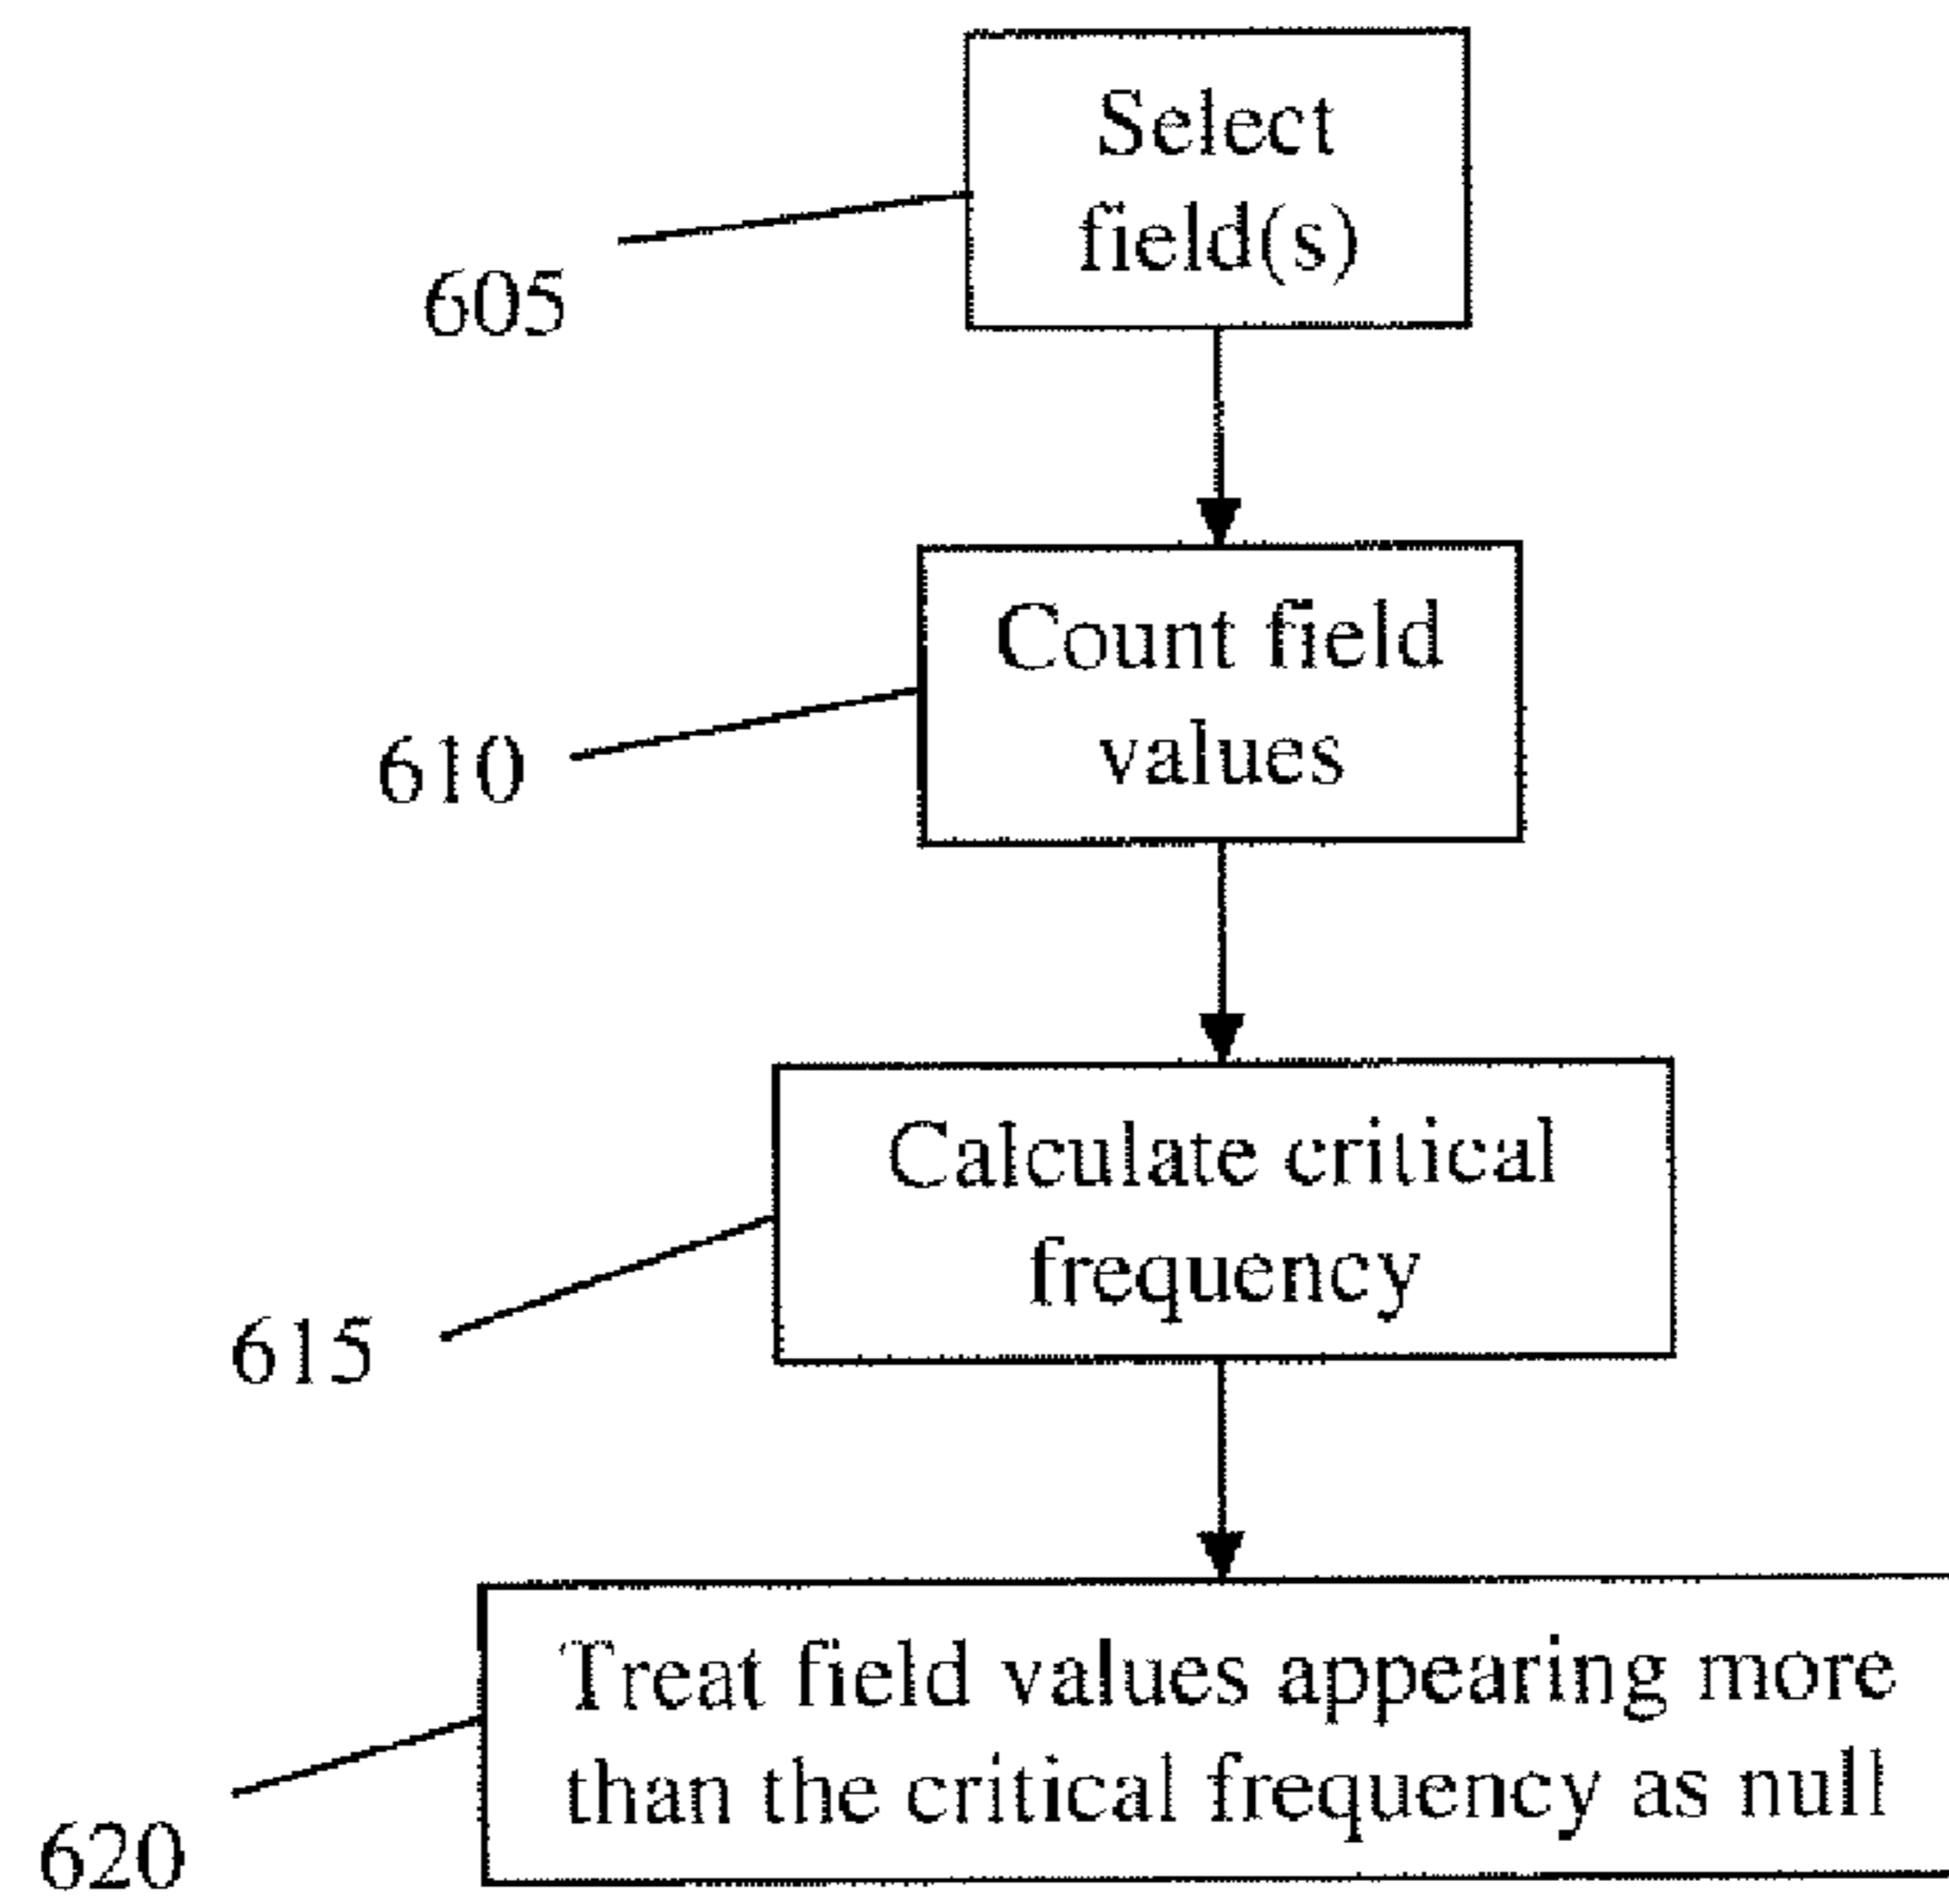 Select
field(s)
605
Count field
values
610
Calculate critical
frequency
615
Treat field values appearing more
than the critical frequency as null
620